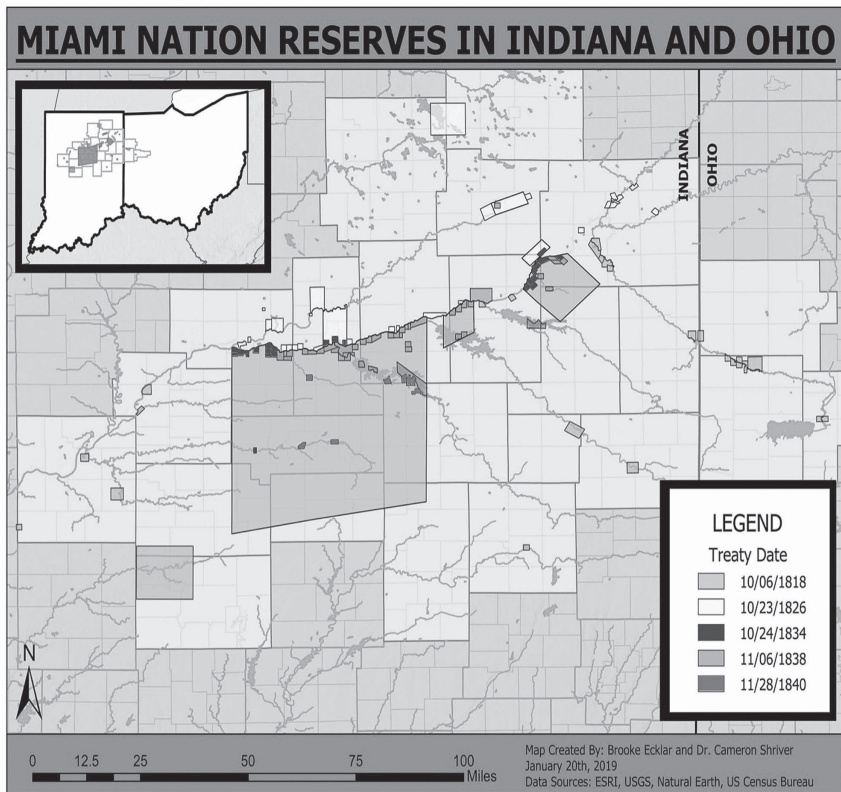 MIAMI NATION RESERVES IN INDIANA AND OHIO
INDIANA
OHIO
LEGEND
Treaty Date
10/06/1818
10/23/1826
10/24/1834
11/06/1838
11/28/1840
N
0 12.5 25 50 75 100
Miles
Map Created By: Brooke Ecklar and Dr. Cameron Shriver
January 20th, 2019
Data Sources: ESRI, USGS, Natural Earth, US Census Bureau